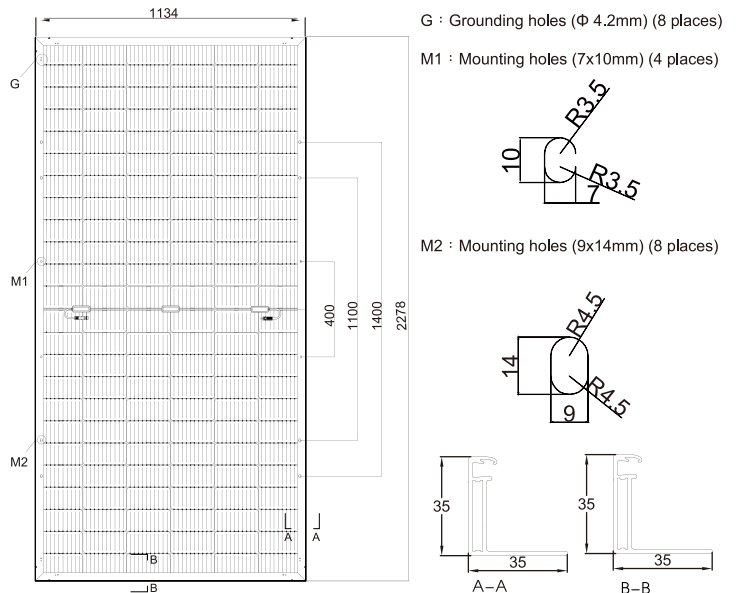 1134
G : Grounding holes (Φ 4.2mm) (8 places)
M1 : Mounting holes (7x10mm) (4 places)
G
R3.5
10
R3.5
7
M2 : Mounting holes (9x14mm) (8 places)
M1
400
1100
1400
2278
R4.5
14
R4.5
9
M2
35
35
A
A
B
35
35
B
A-A
B-B